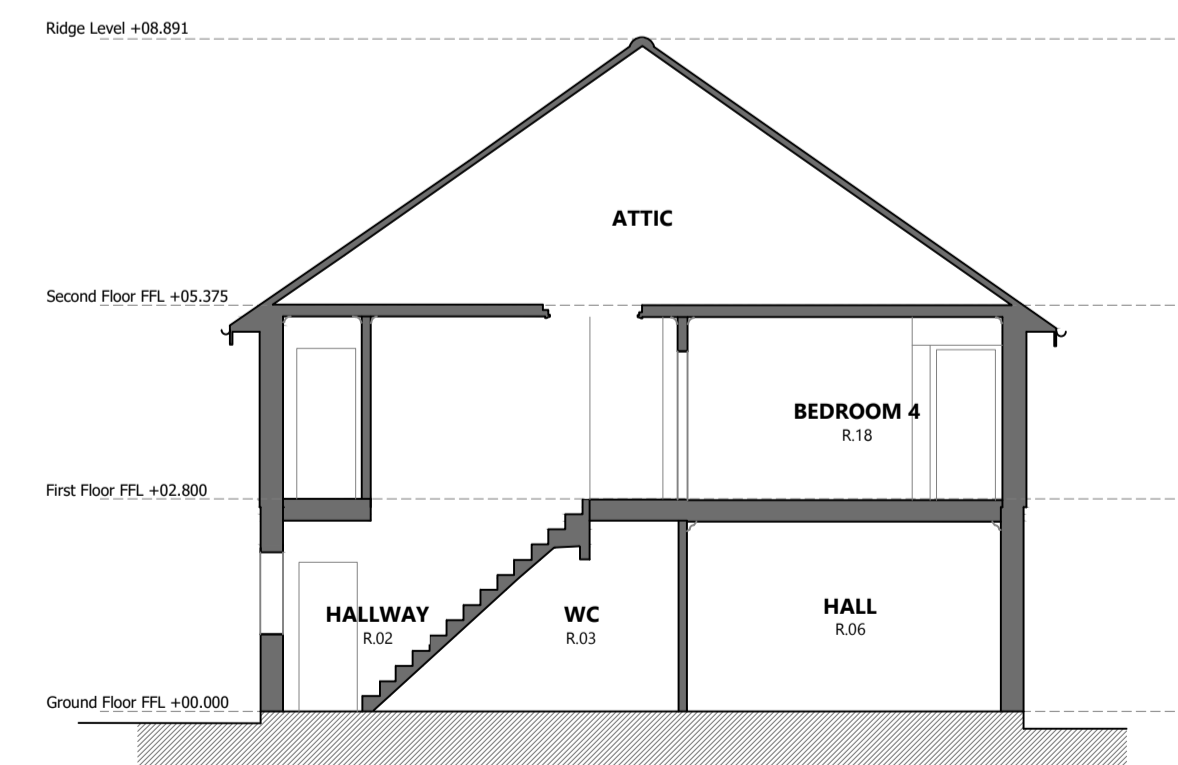 Ridge Level +08.891
ATTIC
Second Floor FFL +05.375
BEDROOM 4
R.18
First Floor FFL +02.800
HALLWAY
R.02
WC
R.03
HALL
R.06
Ground Floor FFL +00.000